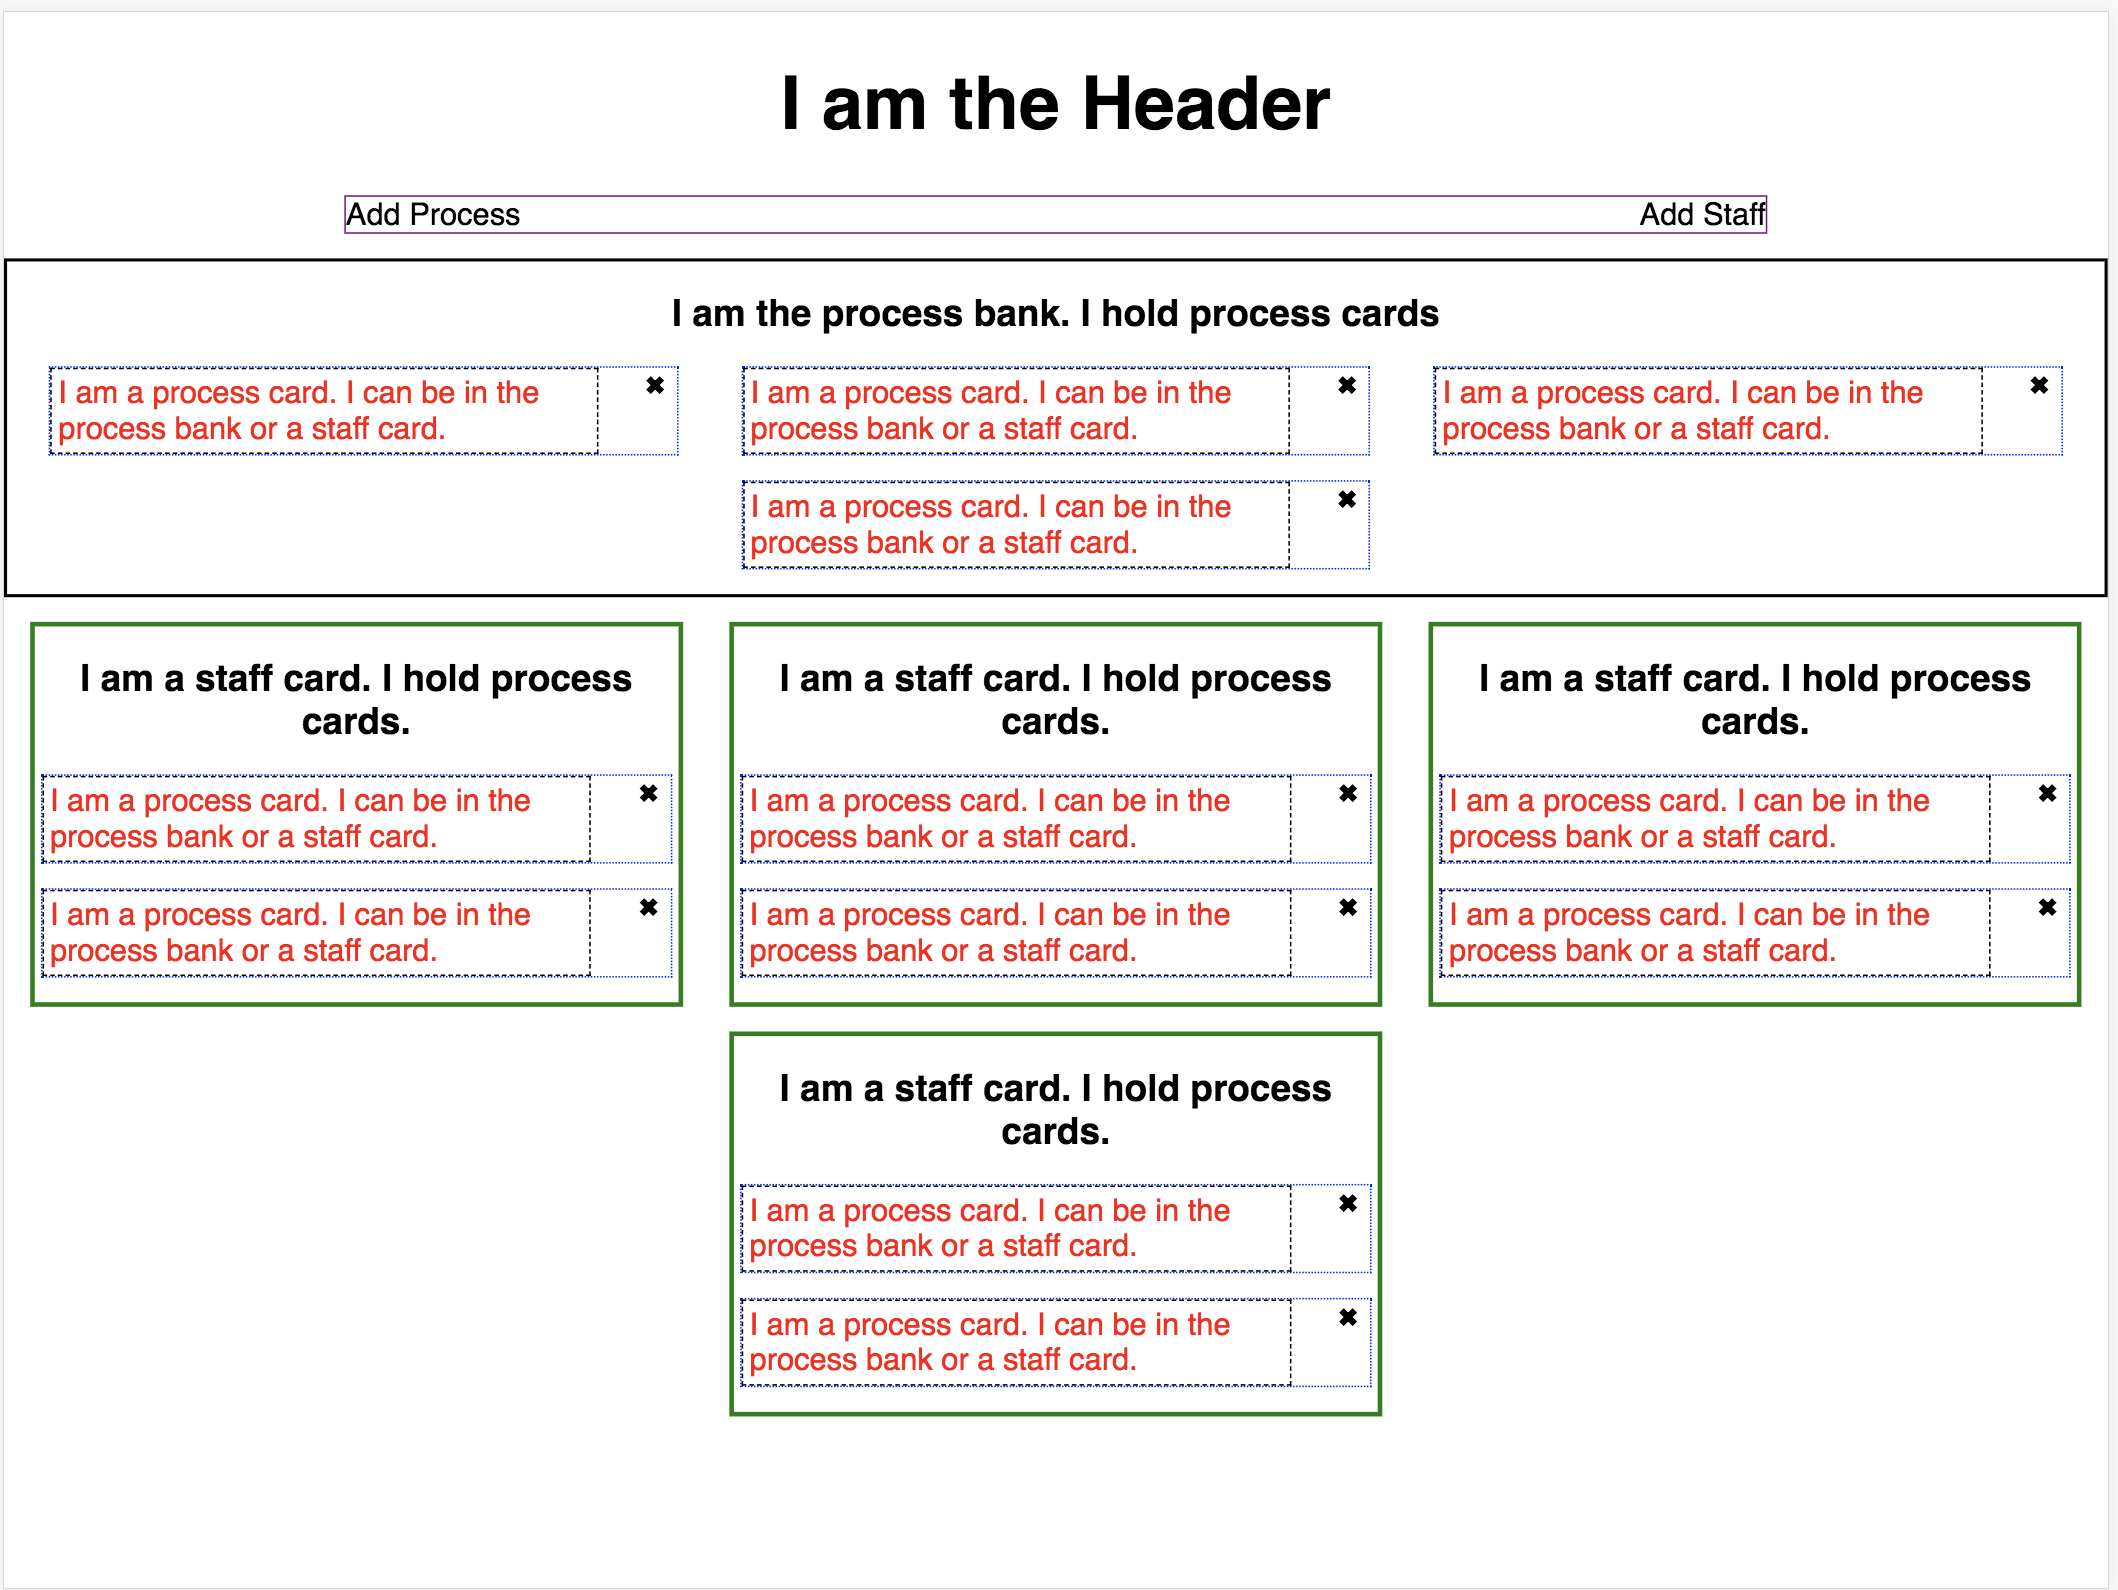 I am the Header
Add Process Add Staff
I am the process bank. I hold process cards
I am a process card. I can be in the
process bank or a staff card.
✖
I am a process card. I can be in the
process bank or a staff card.
✖
I am a process card. I can be in the
process bank or a staff card.
✖
I am a process card. I can be in the
process bank or a staff card.
✖
I am a staff card. I hold process
cards.
I am a process card. I can be in the
process bank or a staff card.
✖
I am a process card. I can be in the
process bank or a staff card.
✖
I am a staff card. I hold process
cards.
I am a process card. I can be in the
process bank or a staff card.
✖
I am a process card. I can be in the
process bank or a staff card.
✖
I am a staff card. I hold process
cards.
I am a process card. I can be in the
process bank or a staff card.
✖
I am a process card. I can be in the
process bank or a staff card.
✖
I am a staff card. I hold process
cards.
I am a process card. I can be in the
process bank or a staff card.
✖
I am a process card. I can be in the
process bank or a staff card.
✖